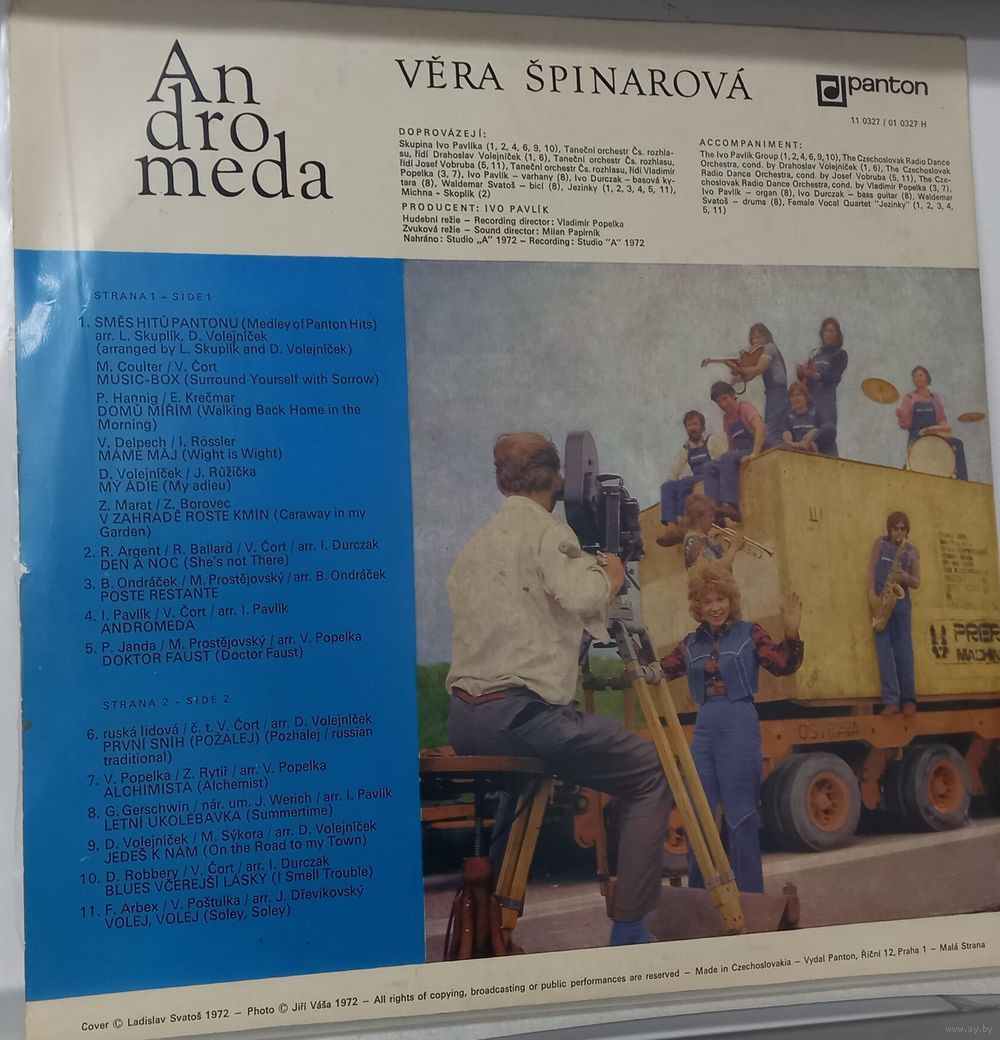 An
dro
meda
VĚRA ŠPINAROVÁ
panton
11 0327 / 01 0327 H
DOPROVÁZEJÍ:
Skupina Ivo Pavlíka (1, 2, 4, 6, 9, 10), Taneční orchestr Čs. rozhla-
su, řídí Drahoslav Volejníček (1, 6), Taneční orchestr Čs. rozhlasu,
řídí Josef Vobruba (5, 11), Taneční orchestr Čs. rozhlasu, řídí Vladimír
Popelka (3, 7), Ivo Pavlík – varhany (8), Ivo Durczak – basová ky-
tara (8), Waldemar Svatoš – bicí (8), Jezinky (1, 2, 3, 4, 5, 11),
Michna - Skoplík (2)
PRODUCENT: IVO PAVLÍK
Hudební režie – Recording director: Vladimír Popelka
Zvuková režie – Sound director: Milan Papírník
Nahráno: Studio „A" 1972 – Recording: Studio "A" 1972
ACCOMPANIMENT:
The Ivo Pavlík Group (1, 2, 4, 6, 9, 10), The Czechoslovak Radio Dance
Orchestra, cond. by Drahoslav Volejníček (1, 6), The Czechoslovak
Radio Dance Orchestra, cond. by Josef Vobruba (5, 11), The Cze-
choslovak Radio Dance Orchestra, cond. by Vladimír Popelka (3, 7),
Ivo Pavlík – organ (8), Ivo Durczak – bass guitar (8), Waldemar
Svatoš – drums (8), Female Vocal Quartet "Jezinky" (1, 2, 3, 4,
5, 11)
STRANA 1 – SIDE 1
1. SMĚS HITŮ PANTONU (Medley of Panton Hits)
arr. L. Skuplík, D. Volejníček
(arranged by L. Skuplík and D. Volejníček)
M. Coulter / V. Čort
MUSIC-BOX (Surround Yourself with Sorrow)
P. Hannig / E. Krečmar
DOMŮ MÍŘÍM (Walking Back Home in the
Morning)
V. Delpech / I. Rössler
MÁME MÁJ (Wight is Wight)
D. Volejníček / J. Růžička
MÝ ÁDIE (My adieu)
Z. Marat / Z. Borovec
V ZAHRADĚ ROSTE KMÍN (Caraway in my
Garden)
2. R. Argent / R. Ballard / V. Čort / arr. I. Durczak
DEN A NOC (She's not There)
3. B. Ondráček / M. Prostějovský / arr. B. Ondráček
POSTE RESTANTE
4. I. Pavlík / V. Čort / arr. I. Pavlík
ANDROMEDA
5. P. Janda / M. Prostějovský / arr. V. Popelka
DOKTOR FAUST (Doctor Faust)
STRANA 2 - SIDE 2
6. ruská lidová / č. t. V. Čort / arr. D. Volejníček
PRVNÍ SNÍH (POŽALEJ) (Pozhalej / russian
traditional)
7. V. Popelka / Z. Rytíř / arr. V. Popelka
ALCHIMISTA (Alchemist)
8. G. Gerschwin / nár. um. J. Werich / arr. I. Pavlík
LETNÍ UKOLÉBAVKA (Summertime)
9. D. Volejníček / M. Sýkora / arr. D. Volejníček
JEDEŠ K NÁM (On the Road to my Town)
10. D. Robbery / V. Čort / arr. I. Durczak
BLUES VČEREJŠÍ LÁSKY (I Smell Trouble)
11. F. Arbex / V. Poštulka / arr. J. Dřevikovský
VOLEJ, VOLEJ (Soley, Soley)
OSTRAVA
Cover © Ladislav Svatoš 1972 – Photo © Jiří Váša 1972 – All rights of copying, broadcasting or public performances are reserved – Made in Czechoslovakia – Vydal Panton, Říční 12, Praha 1 – Malá Strana
www.ay.by